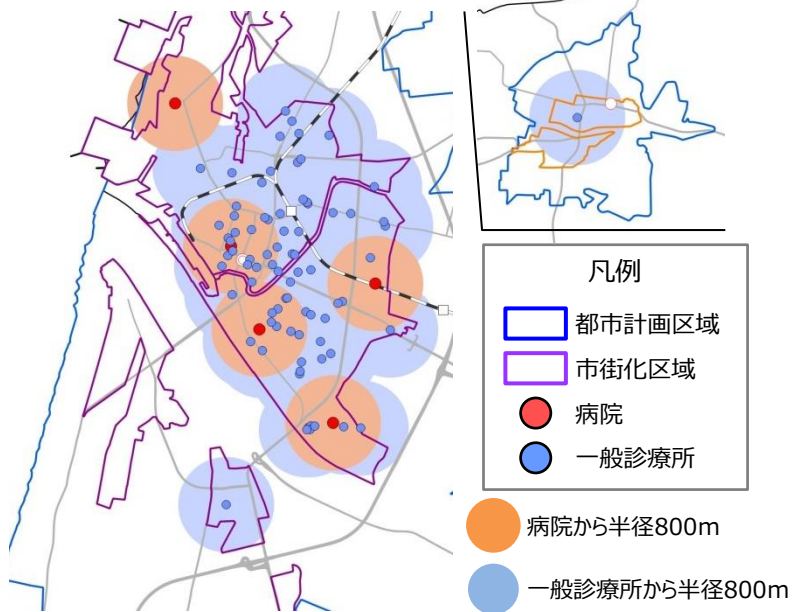 凡例
都市計画区域
市街化区域
病院
一般診療所
病院から半径800m
一般診療所から半径800m